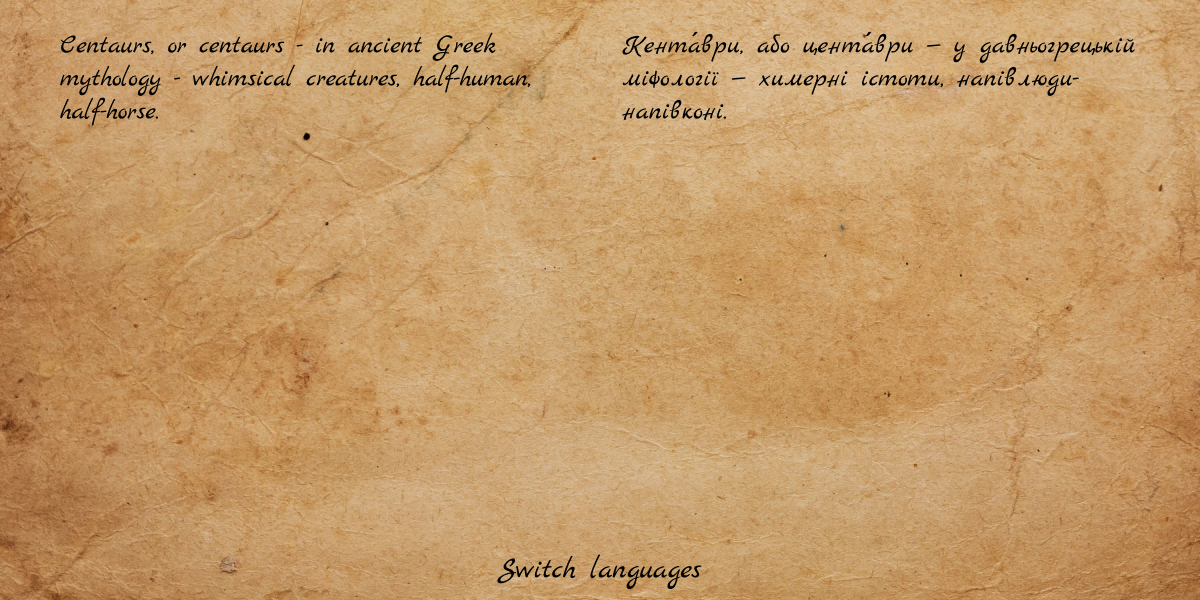 Centaurs, or centaurs - in ancient Greek
mythology - whimsical creatures, half-human,
half-horse.
Кента́ври, або цента́ври — у давньогрецькій
міфології — химерні істоти, напівлюди-
напівконі.
Switch languages